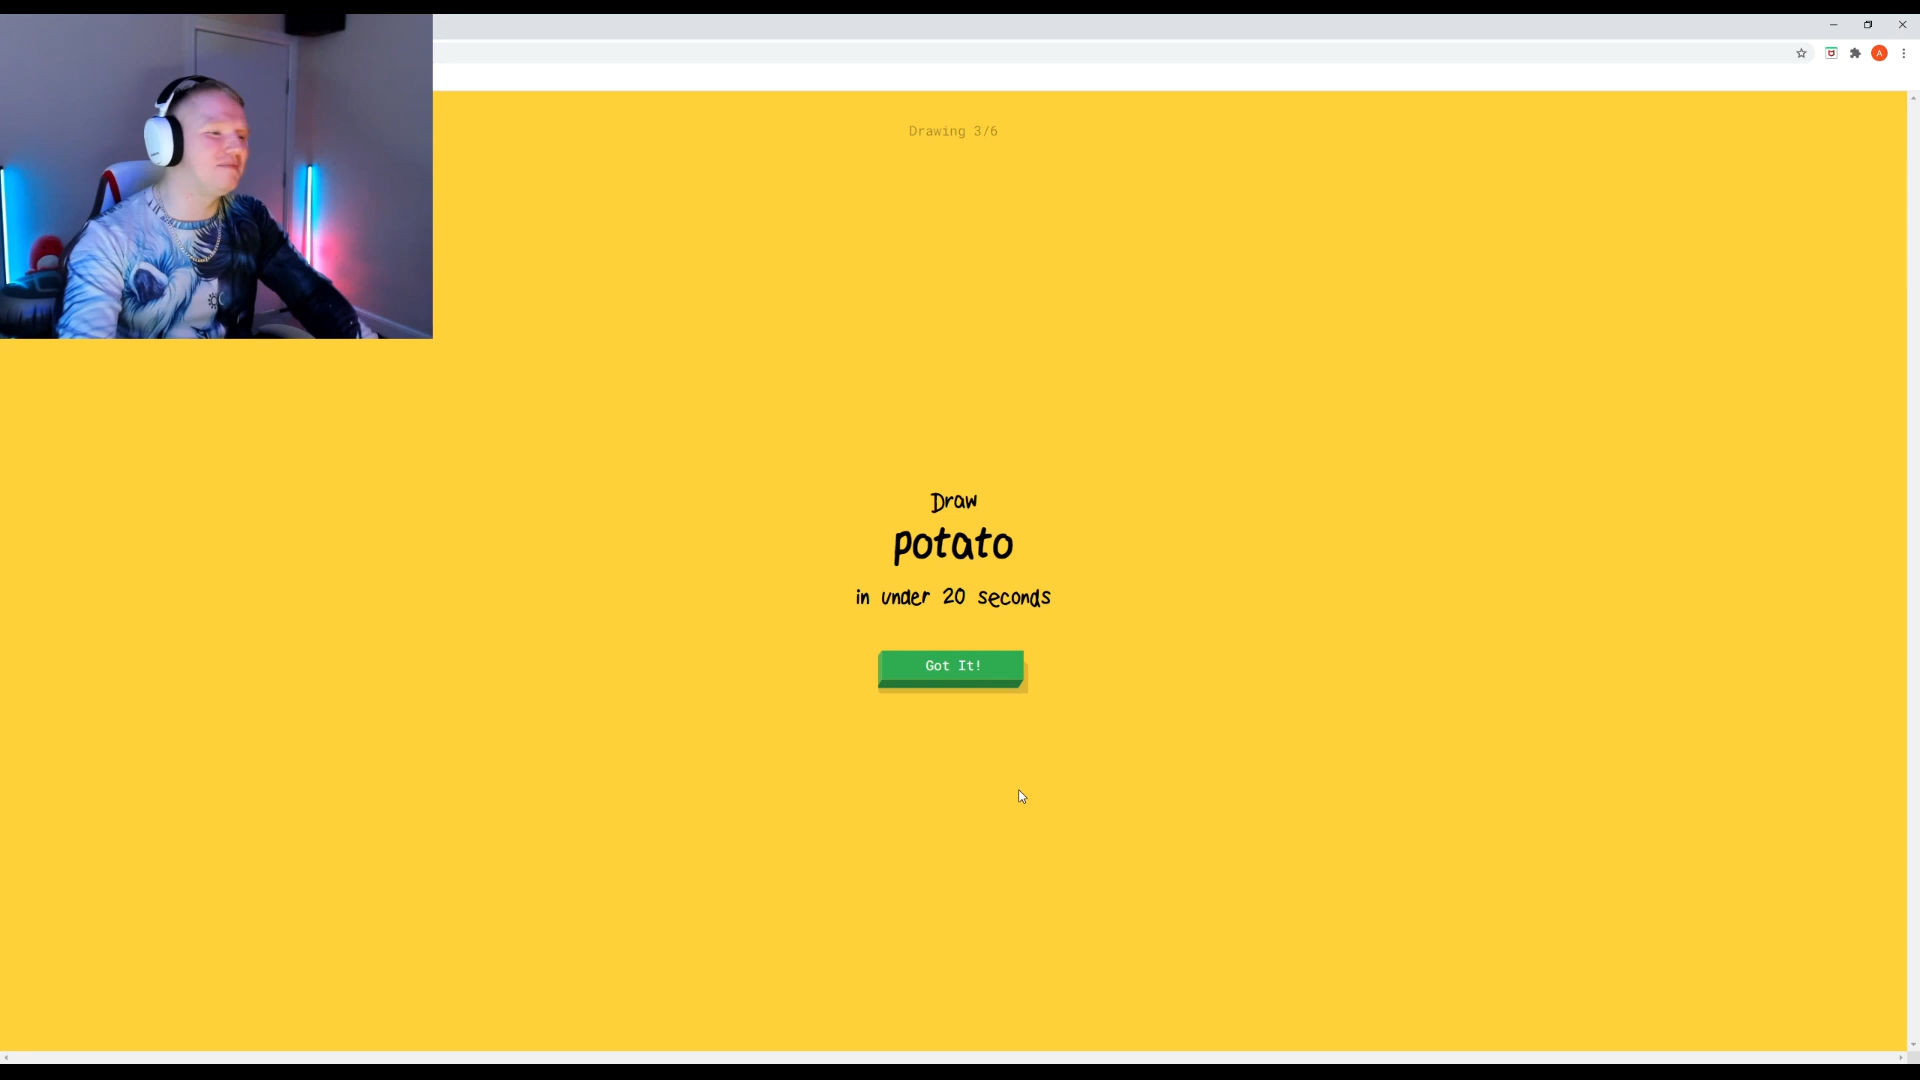 A
Drawing 3/6
Draw
potato
in under 20 seconds
Got It!